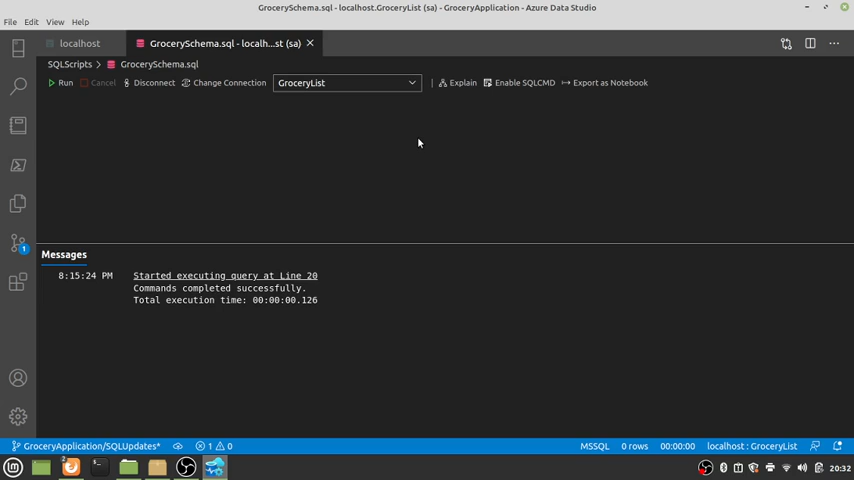 GrocerySchema.sql - localhost.GroceryList (sa) - GroceryApplication - Azure Data Studio
File Edit View Help
localhost GrocerySchema.sql - localh...st (sa)
SQLScripts > GrocerySchema.sql
Run Cancel Disconnect Change Connection GroceryList Explain Enable SQLCMD Export as Notebook
Messages
8:15:24 PM Started executing query at Line 20
Commands completed successfully.
Total execution time: 00:00:00.126
1
GroceryApplication/SQLUpdates* 1 0 MSSQL 0 rows 00:00:00 localhost : GroceryList
2 20:32